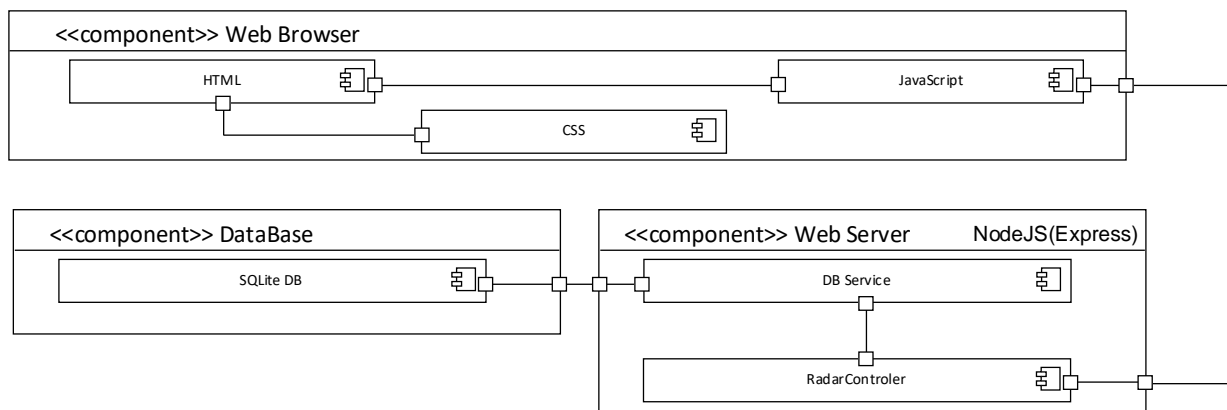 <<component>> Web Browser
HTML
JavaScript
CSS
<<component>> DataBase
SQLite DB
<<component>> Web Server NodeJS(Express)
DB Service
RadarControler